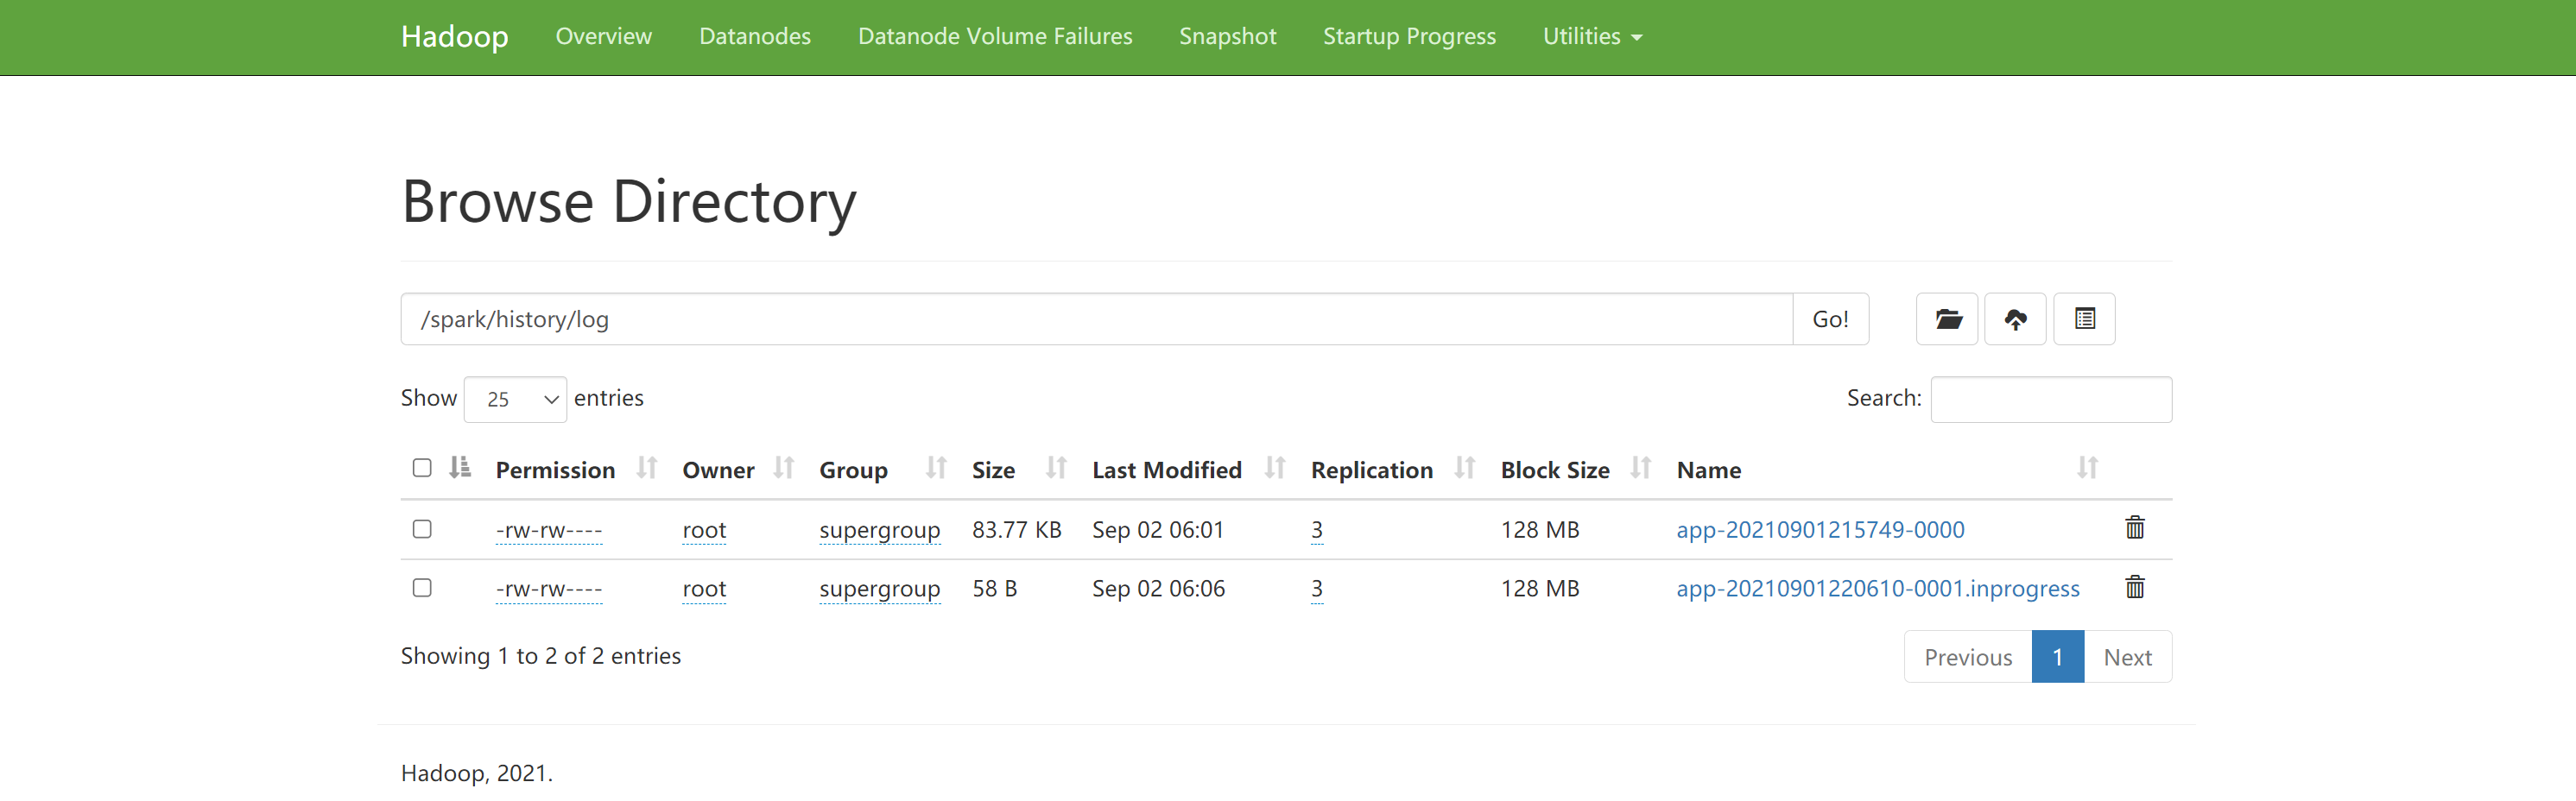 Hadoop Overview Datanodes Datanode Volume Failures Snapshot Startup Progress Utilities
Browse Directory
/spark/history/log Go!
Show 25 entries Search:
Permission Owner Group Size Last Modified Replication Block Size Name
-rw-rw---- root supergroup 83.77 KB Sep 02 06:01 3 128 MB app-20210901215749-0000
-rw-rw---- root supergroup 58 B Sep 02 06:06 3 128 MB app-20210901220610-0001.inprogress
Showing 1 to 2 of 2 entries Previous 1 Next
Hadoop, 2021.